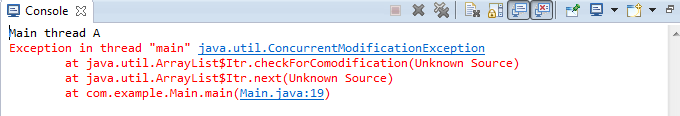 Console
Main thread A
Exception in thread "main" java.util.ConcurrentModificationException
at java.util.ArrayList$Itr.checkForComodification(Unknown Source)
at java.util.ArrayList$Itr.next(Unknown Source)
at com.example.Main.main(Main.java:19)